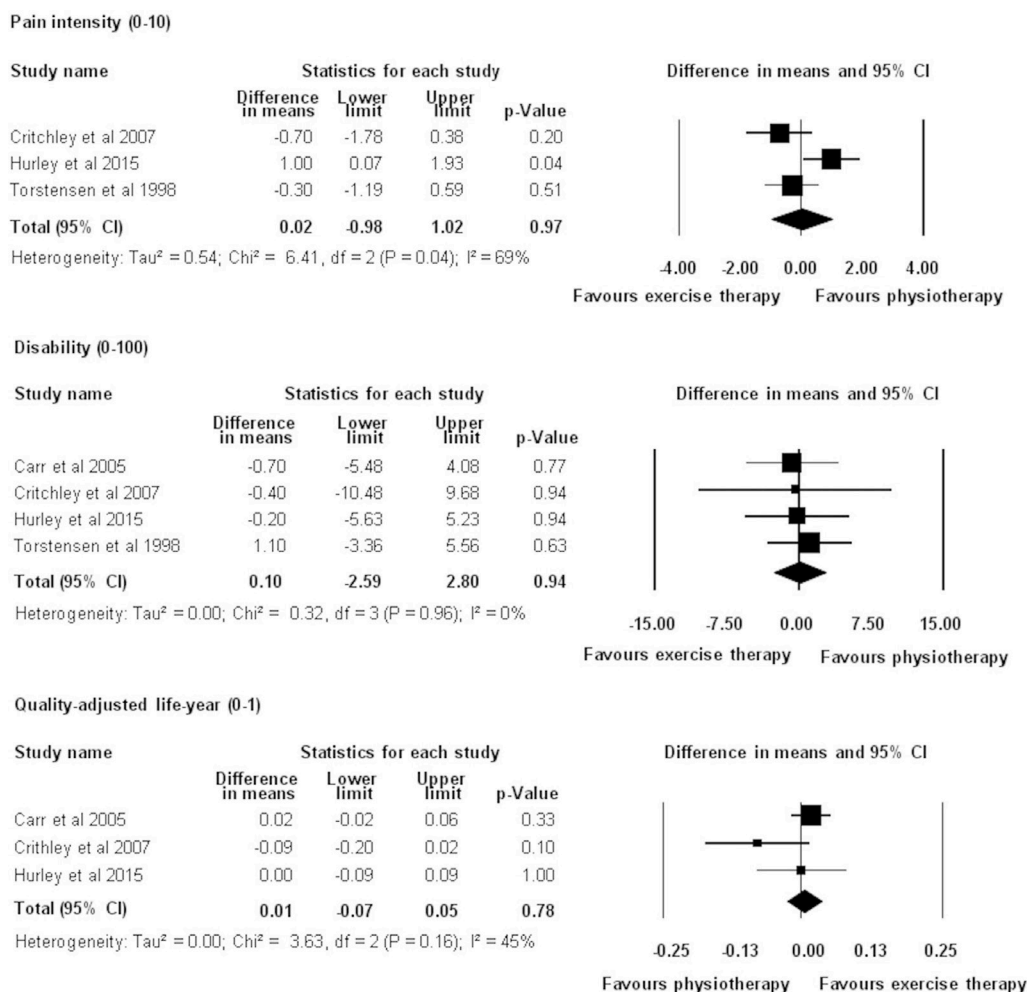 Pain intensity (0-10)
Study name Statistics for each study Difference in means and 95% CI
Difference in means Lower limit Upper limit p-Value
Critchley et al 2007 -0.70 -1.78 0.38 0.20
Hurley et al 2015 1.00 0.07 1.93 0.04
Torstensen et al 1998 -0.30 -1.19 0.59 0.51
Total (95% CI) 0.02 -0.98 1.02 0.97
Heterogeneity: Tau² = 0.54; Chi² = 6.41, df = 2 (P = 0.04); I² = 69%
-4.00 -2.00 0.00 2.00 4.00
Favours exercise therapy Favours physiotherapy
Disability (0-100)
Study name Statistics for each study Difference in means and 95% CI
Difference in means Lower limit Upper limit p-Value
Carr et al 2005 -0.70 -5.48 4.08 0.77
Critchley et al 2007 -0.40 -10.48 9.68 0.94
Hurley et al 2015 -0.20 -5.63 5.23 0.94
Torstensen et al 1998 1.10 -3.36 5.56 0.63
Total (95% CI) 0.10 -2.59 2.80 0.94
Heterogeneity: Tau² = 0.00; Chi² = 0.32, df = 3 (P = 0.96); I² = 0%
-15.00 -7.50 0.00 7.50 15.00
Favours exercise therapy Favours physiotherapy
Quality-adjusted life-year (0-1)
Study name Statistics for each study Difference in means and 95% CI
Difference in means Lower limit Upper limit p-Value
Carr et al 2005 0.02 -0.02 0.06 0.33
Crithley et al 2007 -0.09 -0.20 0.02 0.10
Hurley et al 2015 0.00 -0.09 0.09 1.00
Total (95% CI) 0.01 -0.07 0.05 0.78
Heterogeneity: Tau² = 0.00; Chi² = 3.63, df = 2 (P = 0.16); I² = 45%
-0.25 -0.13 0.00 0.13 0.25
Favours physiotherapy Favours exercise therapy